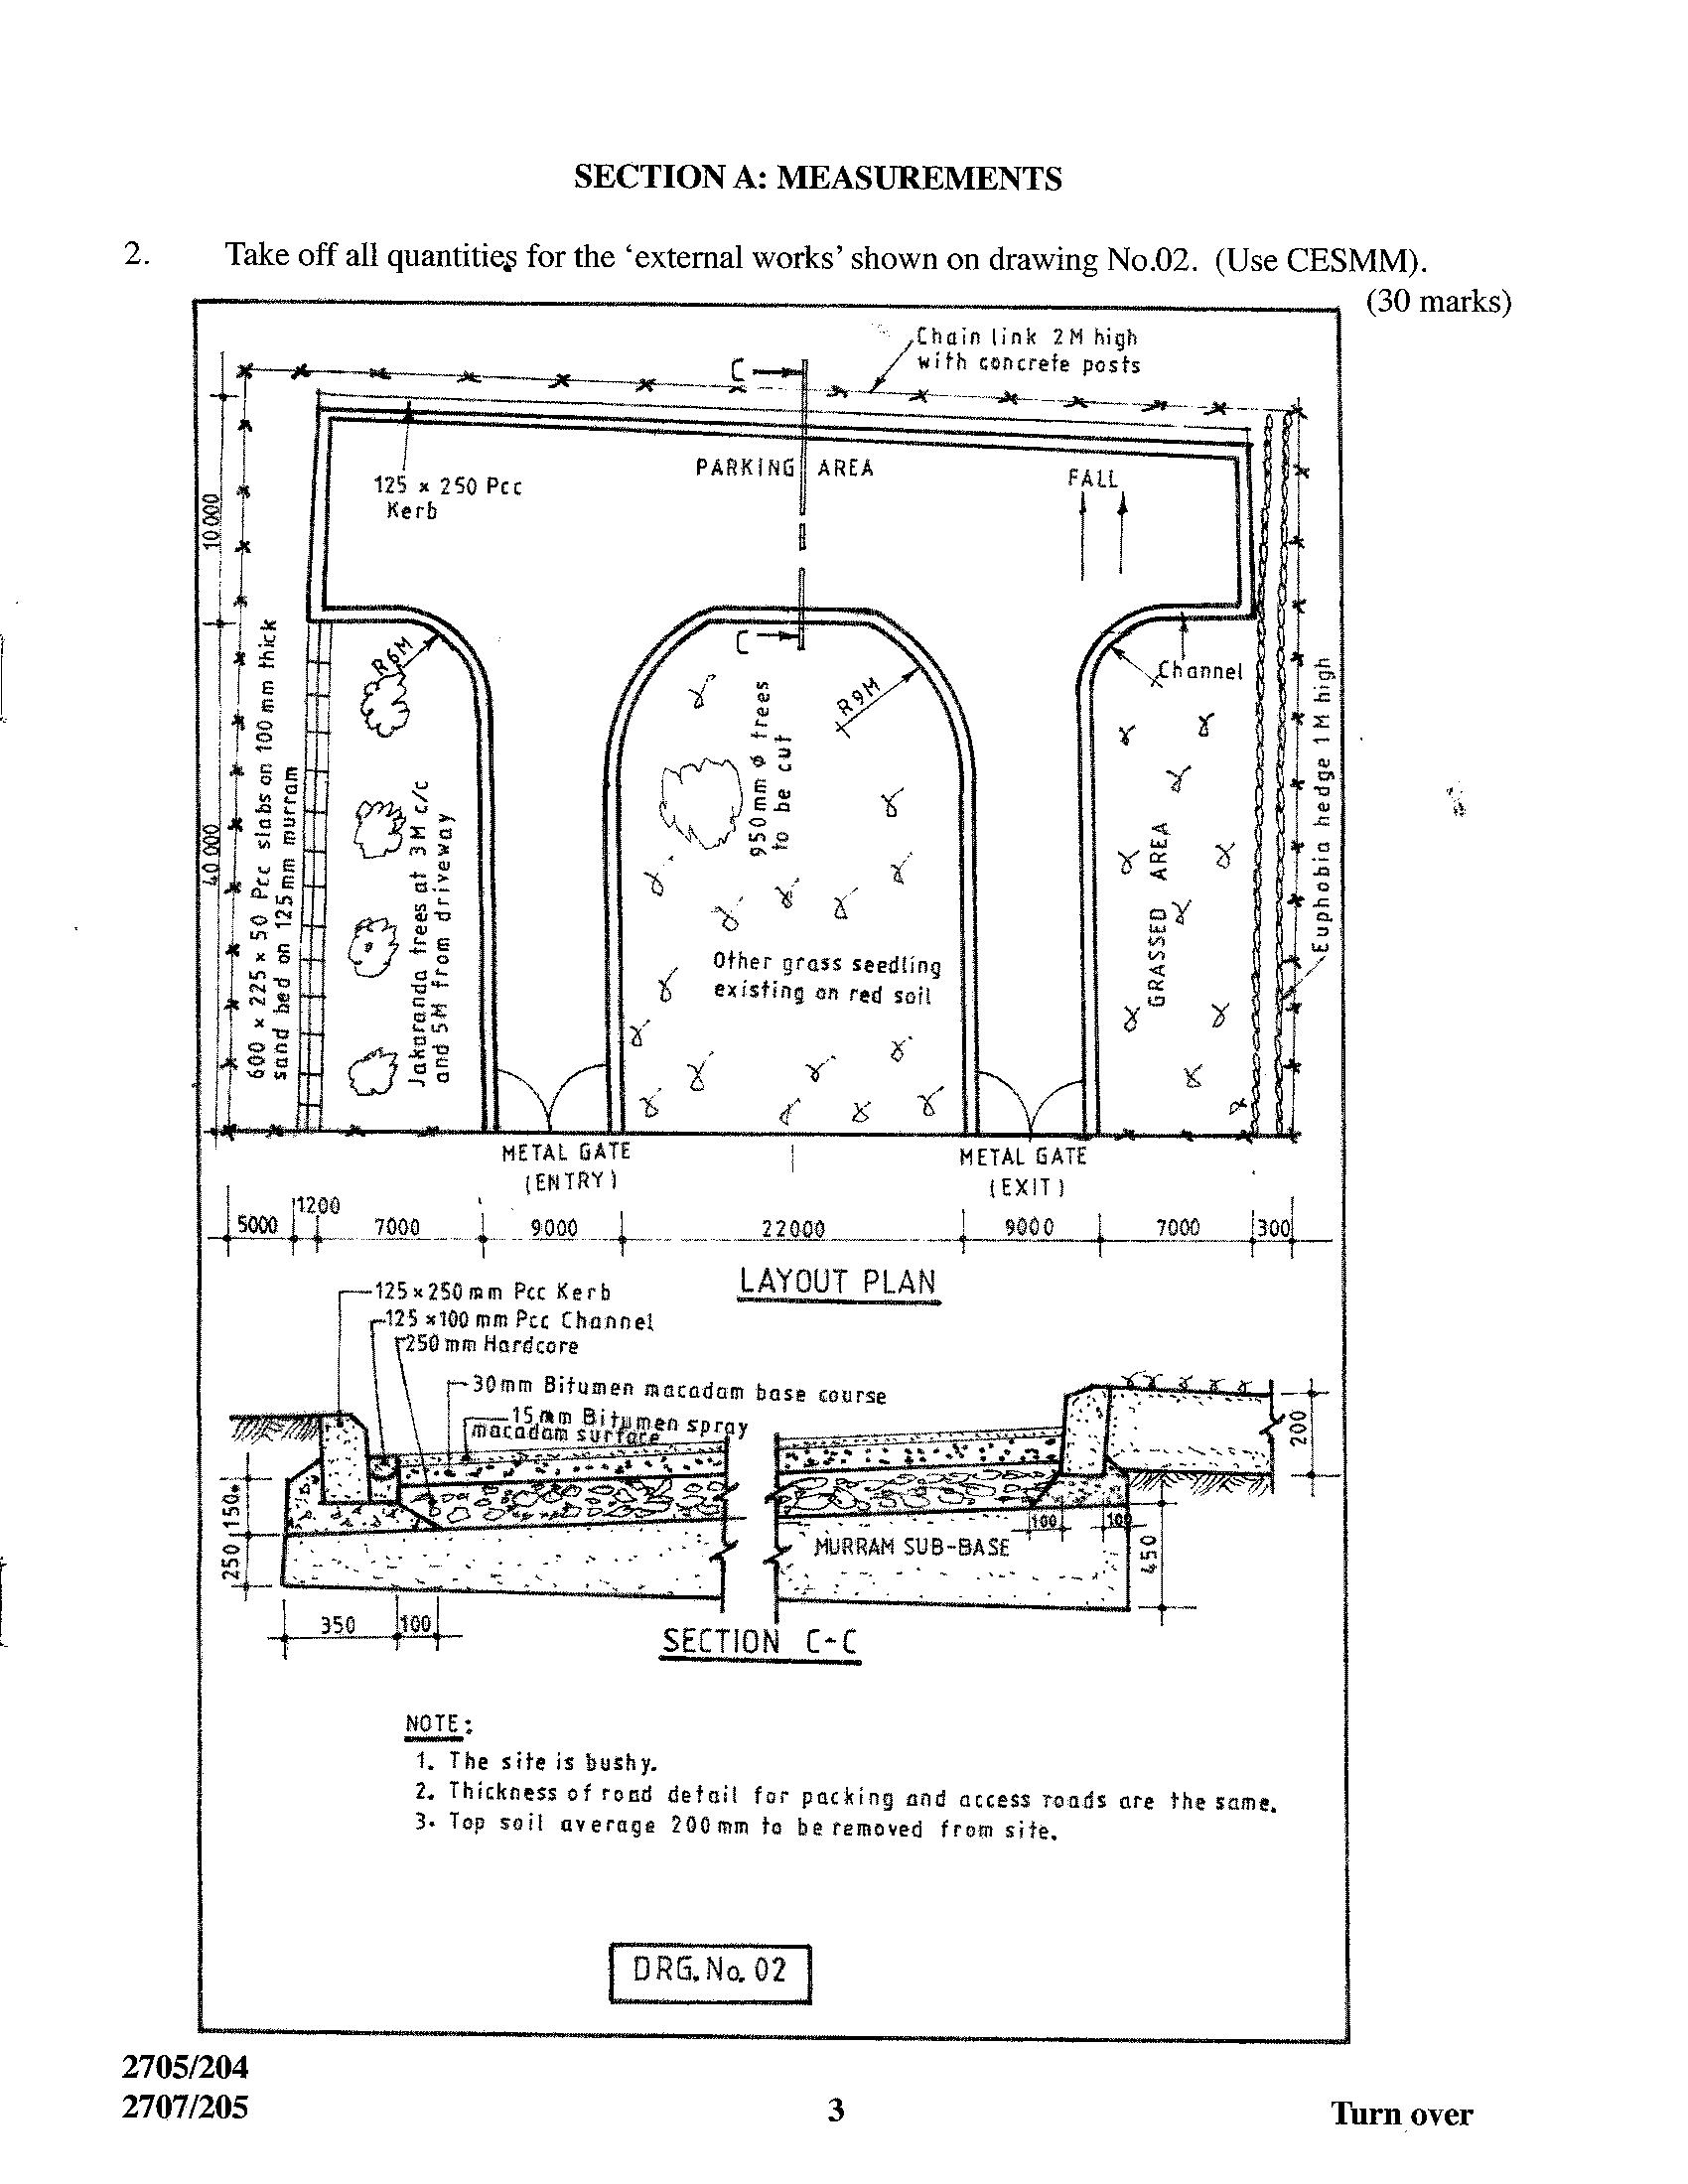 SECTION A: MEASUREMENTS
2. Take off all quantities for the ‘external works’ shown on drawing No.02. (Use CESMM).
(30 marks)
Chain link 2M high
with concrete posts
C
125 x 250 Pcc
Kerb
PARKING AREA
FALL
10 000
C
R6M
R9M
Channel
40 000
600 x 225 x 50 Pcc slabs on 100 mm thick
sand bed on 125mm murram
Jakaranda trees at 3M c/c
and 5M from driveway
950mm ø trees
to be cut
Other grass seedling
existing on red soil
GRASSED AREA
Euphobia hedge 1M high
METAL GATE
(ENTRY)
METAL GATE
(EXIT)
5000 1200 7000 9000 22000 9000 7000 300
LAYOUT PLAN
125 x 250 mm Pcc Kerb
125 x 100 mm Pcc Channel
250 mm Hardcore
30mm Bitumen macadam base course
15mm Bitumen spray
macadam surface
200
150
250
100 100
MURRAM SUB-BASE
450
350 100
SECTION C-C
NOTE:
1. The site is bushy.
2. Thickness of road detail for packing and access roads are the same.
3. Top soil average 200mm to be removed from site.
DRG. No. 02
2705/204
2707/205
3
Turn over